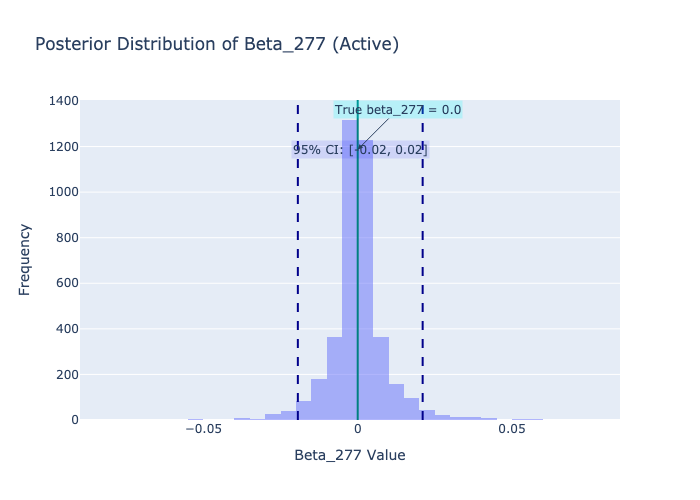 Posterior Distribution of Beta_277 (Active)
1400
1200
1000
800
600
400
200
0
Frequency
True beta_277 = 0.0
95% CI: [-0.02, 0.02]
−0.05
0
0.05
Beta_277 Value